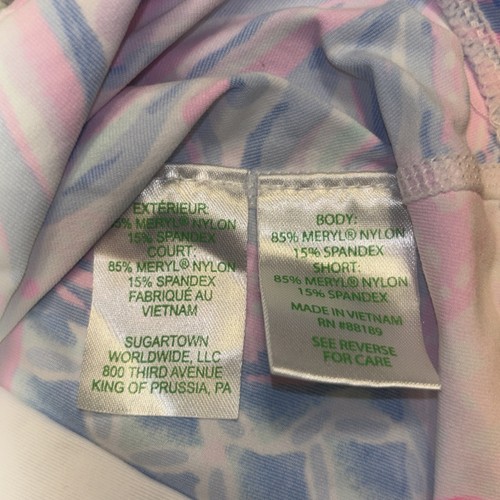 EXTÉRIEUR:
5% MERYL® NYLON
15% SPANDEX
COURT:
85% MERYL® NYLON
15% SPANDEX
FABRIQUÉ AU
VIETNAM
SUGARTOWN
WORLDWIDE, LLC
800 THIRD AVENUE
KING OF PRUSSIA, PA
BODY:
85% MERYL® NYLON
15% SPANDEX
SHORT:
85% MERYL® NYLON
15% SPANDEX
MADE IN VIETNAM
RN #88189
SEE REVERSE
FOR CARE